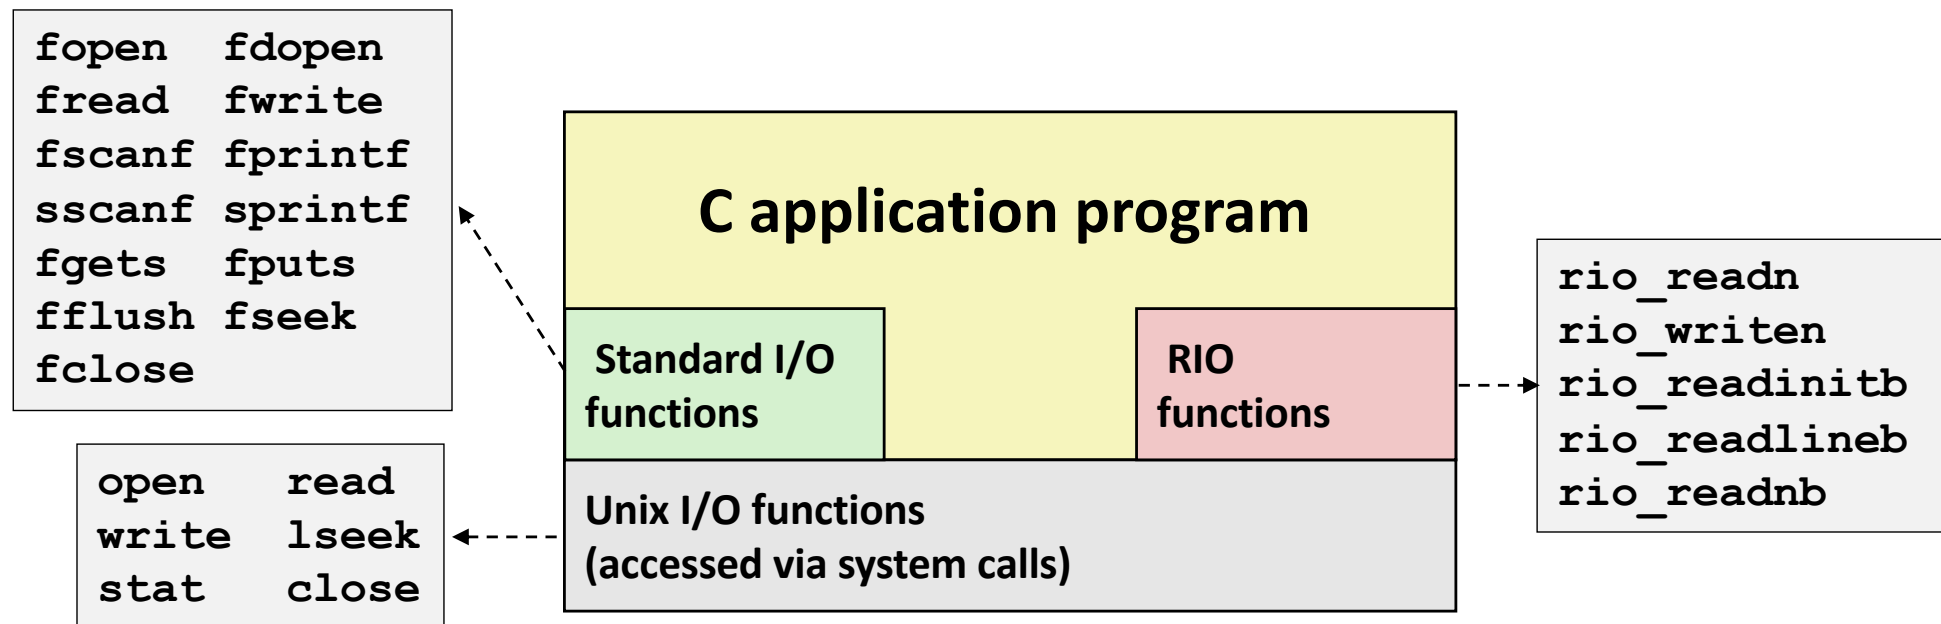 fopen fdopen
fread fwrite
fscanf fprintf
sscanf sprintf
fgets fputs
fflush fseek
fclose
open read
write lseek
stat close
C application program
Standard I/O
functions
RIO
functions
Unix I/O functions
(accessed via system calls)
rio_readn
rio_writen
rio_readinitb
rio_readlineb
rio_readnb